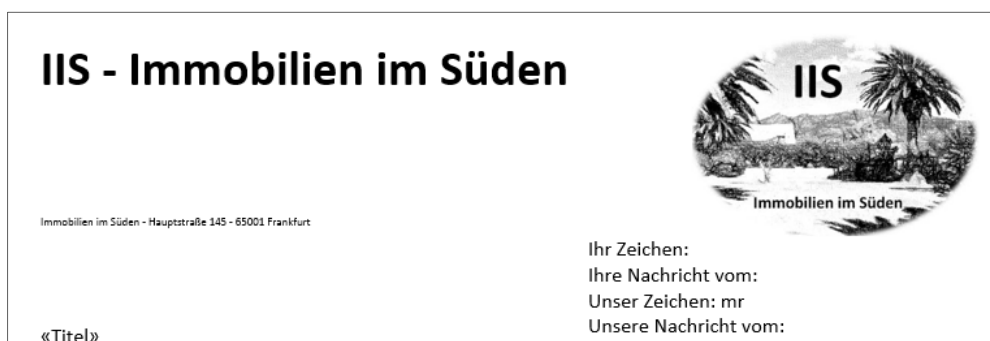 IIS - Immobilien im Süden
IIS
Immobilien im Süden
Immobilien im Süden - Hauptstraße 145 - 65001 Frankfurt
Ihr Zeichen:
Ihre Nachricht vom:
Unser Zeichen: mr
Unsere Nachricht vom:
«Titel»